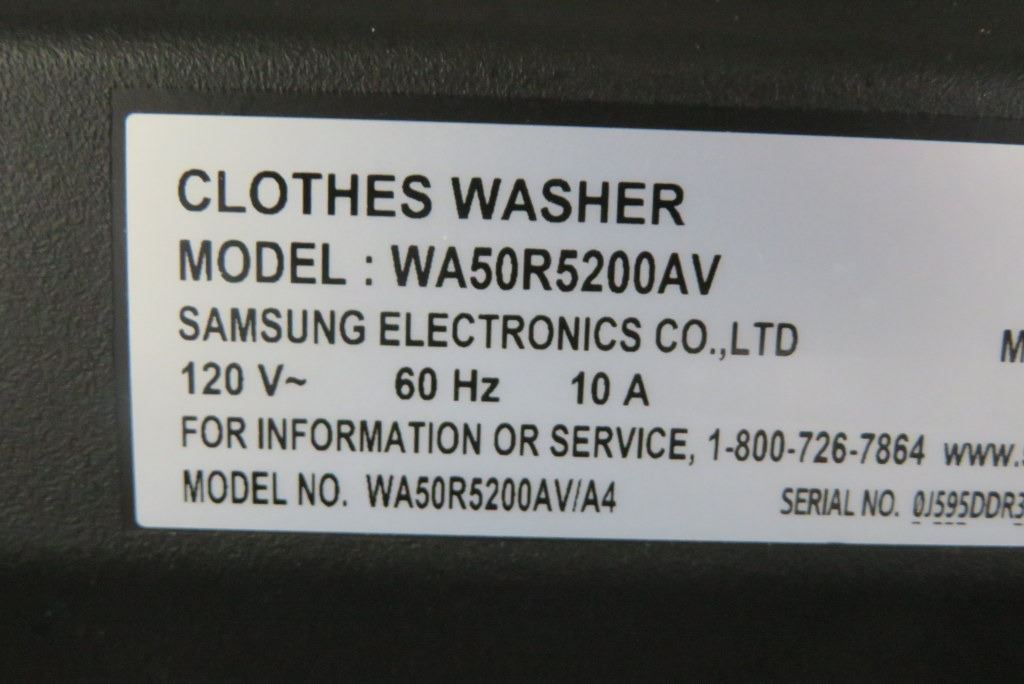 CLOTHES WASHER
MODEL : WA50R5200AV
SAMSUNG ELECTRONICS CO.,LTD M
120 V~ 60 Hz 10 A
FOR INFORMATION OR SERVICE, 1-800-726-7864 www.
MODEL NO. WA50R5200AV/A4 SERIAL NO. 0J595DDR3